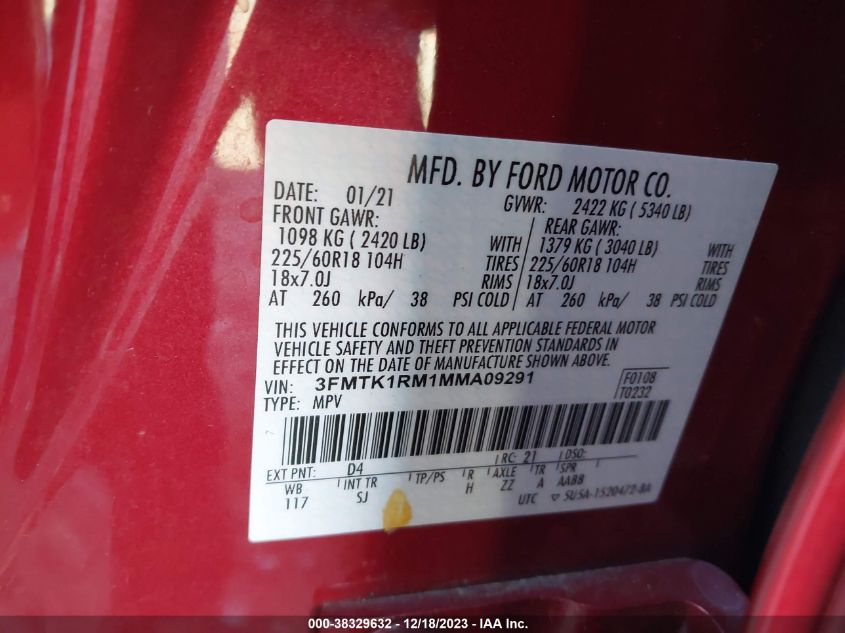 MFD. BY FORD MOTOR CO.
DATE: 01/21 GVWR: 2422 KG ( 5340 LB)
FRONT GAWR: REAR GAWR:
1098 KG ( 2420 LB) WITH 1379 KG ( 3040 LB) WITH
225/60R18 104H TIRES 225/60R18 104H TIRES
18x7.0J RIMS 18x7.0J RIMS
AT 260 kPa/ 38 PSI COLD AT 260 kPa/ 38 PSI COLD
THIS VEHICLE CONFORMS TO ALL APPLICABLE FEDERAL MOTOR
VEHICLE SAFETY AND THEFT PREVENTION STANDARDS IN
EFFECT ON THE DATE OF MANUFACTURE SHOWN ABOVE.
VIN: 3FMTK1RM1MMA09291 F0108
TYPE: MPV T0232
EXT PNT: D4 RC: 21 DSO:
WB INT TR TP/PS R AXLE TR SPR
117 SJ H ZZ A AABB
UTC 5U5A-1520472-BA
000-38329632 - 12/18/2023 - IAA Inc.